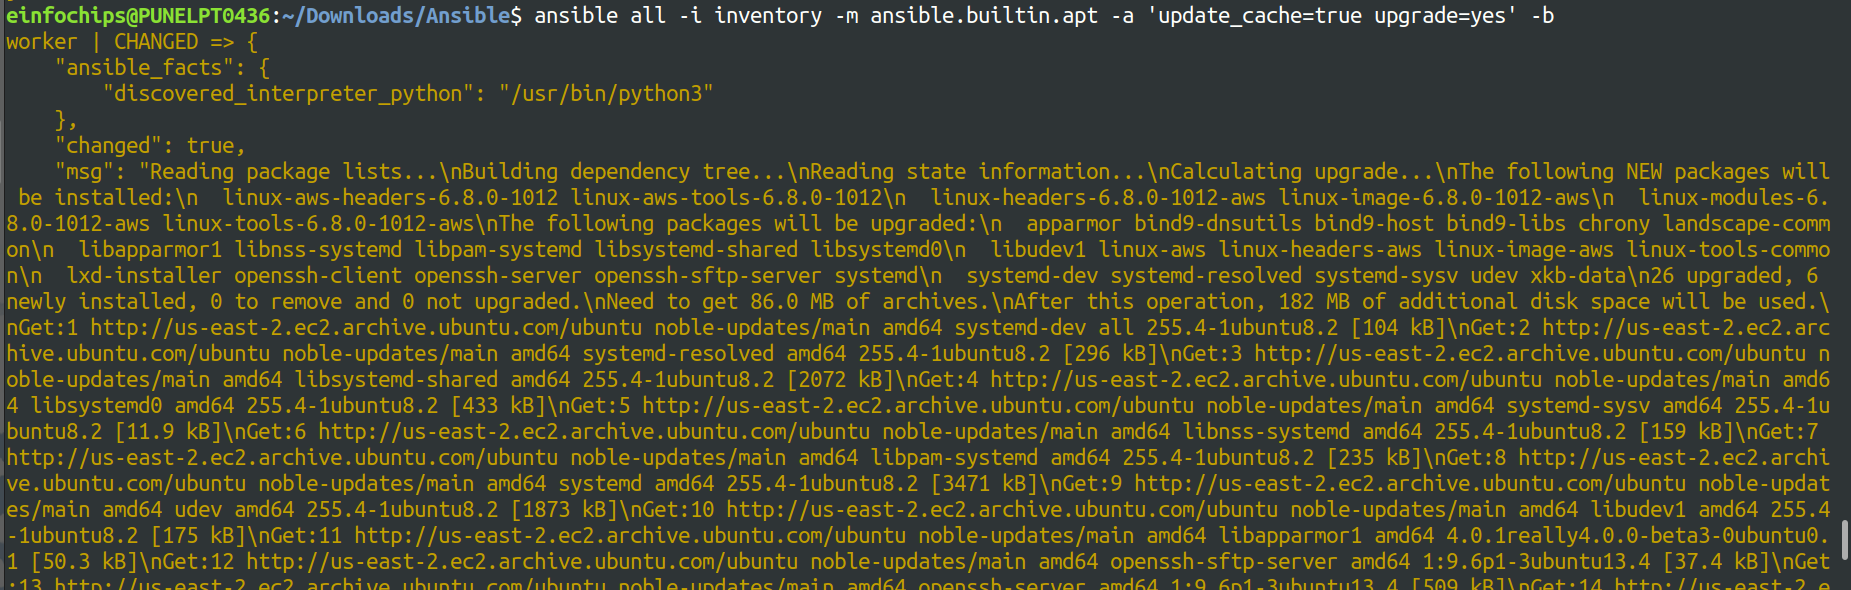 einfochips@PUNELPT0436:~/Downloads/Ansible$ ansible all -i inventory -m ansible.builtin.apt -a 'update_cache=true upgrade=yes' -b
worker | CHANGED => {
    "ansible_facts": {
        "discovered_interpreter_python": "/usr/bin/python3"
    },
    "changed": true,
    "msg": "Reading package lists...\nBuilding dependency tree...\nReading state information...\nCalculating upgrade...\nThe following NEW packages will
 be installed:\n  linux-aws-headers-6.8.0-1012 linux-aws-tools-6.8.0-1012\n  linux-headers-6.8.0-1012-aws linux-image-6.8.0-1012-aws\n  linux-modules-6.
8.0-1012-aws linux-tools-6.8.0-1012-aws\nThe following packages will be upgraded:\n  apparmor bind9-dnsutils bind9-host bind9-libs chrony landscape-comm
on\n  libapparmor1 libnss-systemd libpam-systemd libsystemd-shared libsystemd0\n  libudev1 linux-aws linux-headers-aws linux-image-aws linux-tools-commo
n\n  lxd-installer openssh-client openssh-server openssh-sftp-server systemd\n  systemd-dev systemd-resolved systemd-sysv udev xkb-data\n26 upgraded, 6
newly installed, 0 to remove and 0 not upgraded.\nNeed to get 86.0 MB of archives.\nAfter this operation, 182 MB of additional disk space will be used.\
nGet:1 http://us-east-2.ec2.archive.ubuntu.com/ubuntu noble-updates/main amd64 systemd-dev all 255.4-1ubuntu8.2 [104 kB]\nGet:2 http://us-east-2.ec2.arc
hive.ubuntu.com/ubuntu noble-updates/main amd64 systemd-resolved amd64 255.4-1ubuntu8.2 [296 kB]\nGet:3 http://us-east-2.ec2.archive.ubuntu.com/ubuntu n
oble-updates/main amd64 libsystemd-shared amd64 255.4-1ubuntu8.2 [2072 kB]\nGet:4 http://us-east-2.ec2.archive.ubuntu.com/ubuntu noble-updates/main amd6
4 libsystemd0 amd64 255.4-1ubuntu8.2 [433 kB]\nGet:5 http://us-east-2.ec2.archive.ubuntu.com/ubuntu noble-updates/main amd64 systemd-sysv amd64 255.4-1u
buntu8.2 [11.9 kB]\nGet:6 http://us-east-2.ec2.archive.ubuntu.com/ubuntu noble-updates/main amd64 libnss-systemd amd64 255.4-1ubuntu8.2 [159 kB]\nGet:7
http://us-east-2.ec2.archive.ubuntu.com/ubuntu noble-updates/main amd64 libpam-systemd amd64 255.4-1ubuntu8.2 [235 kB]\nGet:8 http://us-east-2.ec2.archi
ve.ubuntu.com/ubuntu noble-updates/main amd64 systemd amd64 255.4-1ubuntu8.2 [3471 kB]\nGet:9 http://us-east-2.ec2.archive.ubuntu.com/ubuntu noble-updat
es/main amd64 udev amd64 255.4-1ubuntu8.2 [1873 kB]\nGet:10 http://us-east-2.ec2.archive.ubuntu.com/ubuntu noble-updates/main amd64 libudev1 amd64 255.4
-1ubuntu8.2 [175 kB]\nGet:11 http://us-east-2.ec2.archive.ubuntu.com/ubuntu noble-updates/main amd64 libapparmor1 amd64 4.0.1really4.0.0-beta3-0ubuntu0.
1 [50.3 kB]\nGet:12 http://us-east-2.ec2.archive.ubuntu.com/ubuntu noble-updates/main amd64 openssh-sftp-server amd64 1:9.6p1-3ubuntu13.4 [37.4 kB]\nGet
:13 http://us-east-2.ec2.archive.ubuntu.com/ubuntu noble-updates/main amd64 openssh-server amd64 1:9.6p1-3ubuntu13.4 [509 kB]\nGet:14 http://us-east-2.e